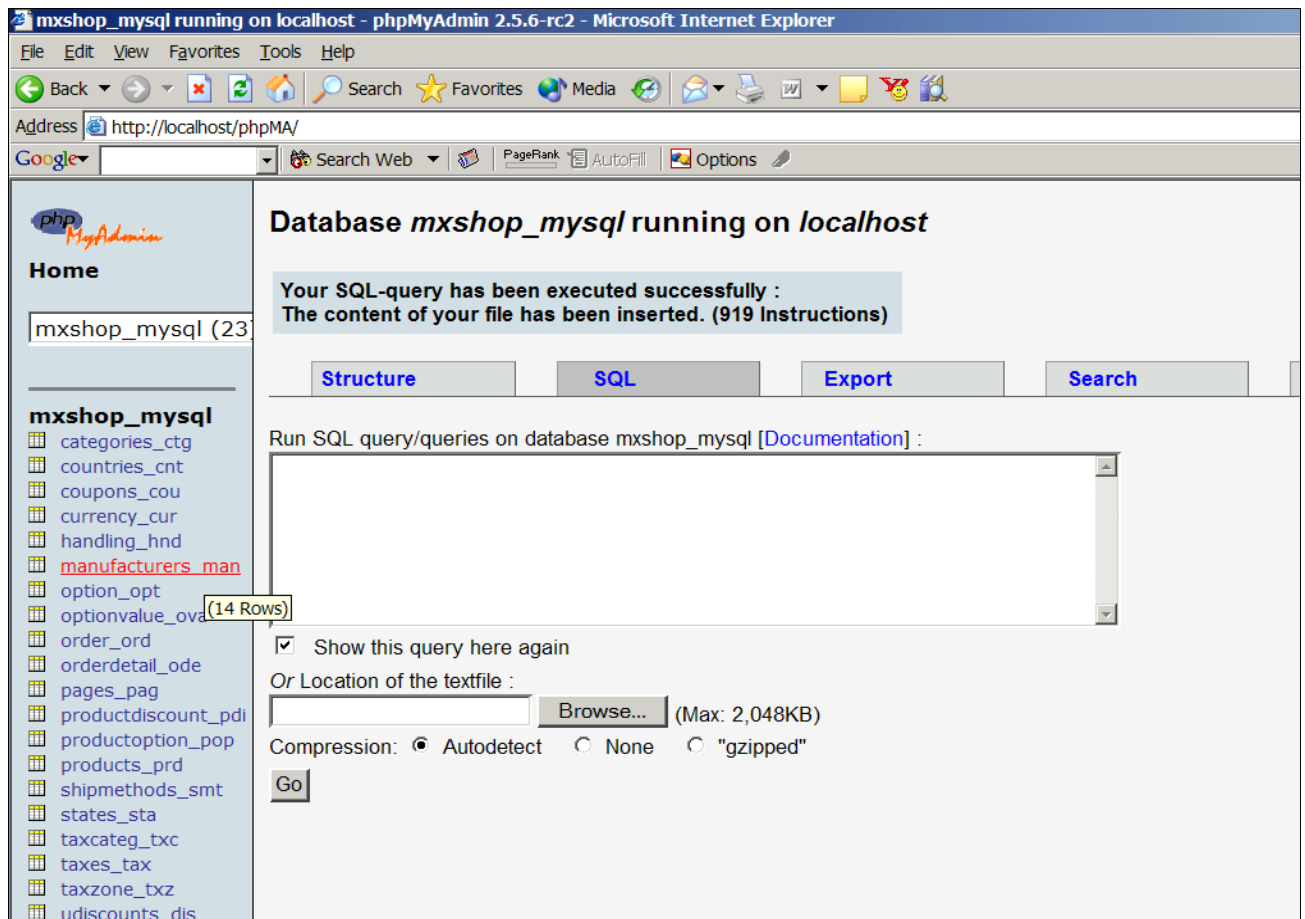 mxshop_mysql running on localhost - phpMyAdmin 2.5.6-rc2 - Microsoft Internet Explorer
File Edit View Favorites Tools Help
Back Search Favorites Media
Address http://localhost/phpMA/
Google Search Web PageRank AutoFill Options
php
MyAdmin
Home
mxshop_mysql (23)
mxshop_mysql
categories_ctg
countries_cnt
coupons_cou
currency_cur
handling_hnd
manufacturers_man
option_opt
optionvalue_ova
(14 Rows)
order_ord
orderdetail_ode
pages_pag
productdiscount_pdi
productoption_pop
products_prd
shipmethods_smt
states_sta
taxcateg_txc
taxes_tax
taxzone_txz
udiscounts_dis
Database mxshop_mysql running on localhost
Your SQL-query has been executed successfully :
The content of your file has been inserted. (919 Instructions)
Structure SQL Export Search
Run SQL query/queries on database mxshop_mysql [Documentation] :
Show this query here again
Or Location of the textfile :
Browse... (Max: 2,048KB)
Compression: Autodetect None "gzipped"
Go